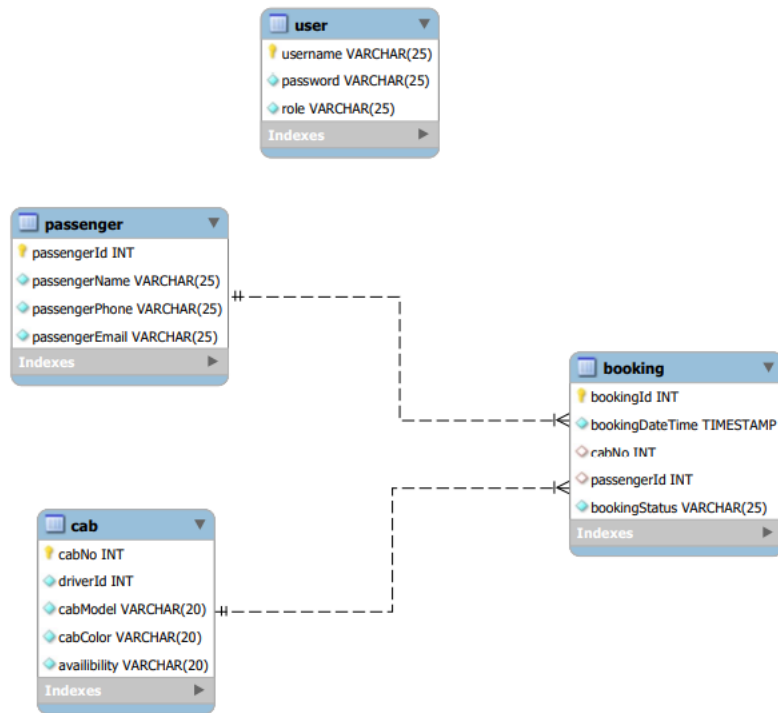 user
username VARCHAR(25)
password VARCHAR(25)
role VARCHAR(25)
Indexes
passenger
passengerId INT
passengerName VARCHAR(25)
passengerPhone VARCHAR(25)
passengerEmail VARCHAR(25)
Indexes
booking
bookingId INT
bookingDateTime TIMESTAMP
cabNo INT
passengerId INT
bookingStatus VARCHAR(25)
Indexes
cab
cabNo INT
driverId INT
cabModel VARCHAR(20)
cabColor VARCHAR(20)
availibility VARCHAR(20)
Indexes